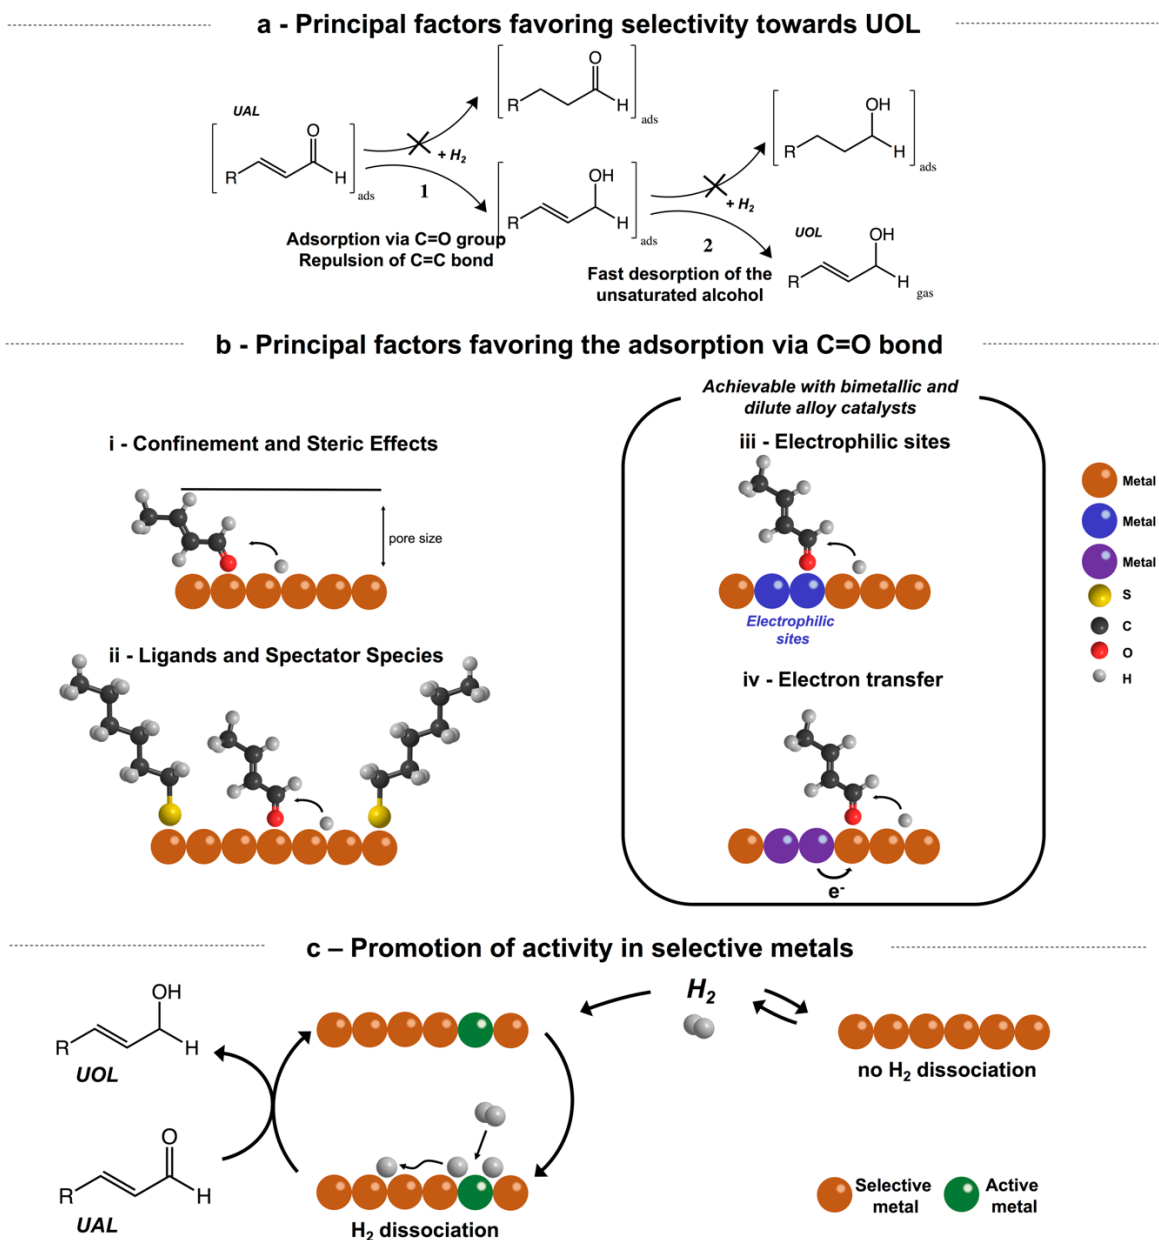 a - Principal factors favoring selectivity towards UOL
O
R
H
ads
UAL
O
R
H
ads
+ H₂
1
OH
R
H
ads
Adsorption via C=O group
Repulsion of C=C bond
OH
R
H
ads
+ H₂
2
UOL
OH
R
H
gas
Fast desorption of the
unsaturated alcohol
b - Principal factors favoring the adsorption via C=O bond
i - Confinement and Steric Effects
pore size
ii - Ligands and Spectator Species
Achievable with bimetallic and
dilute alloy catalysts
iii - Electrophilic sites
Electrophilic
sites
iv - Electron transfer
e⁻
Metal
Metal
Metal
S
C
O
H
c – Promotion of activity in selective metals
OH
R
H
UOL
O
R
H
UAL
H₂
no H₂ dissociation
H₂ dissociation
Selective
metal
Active
metal